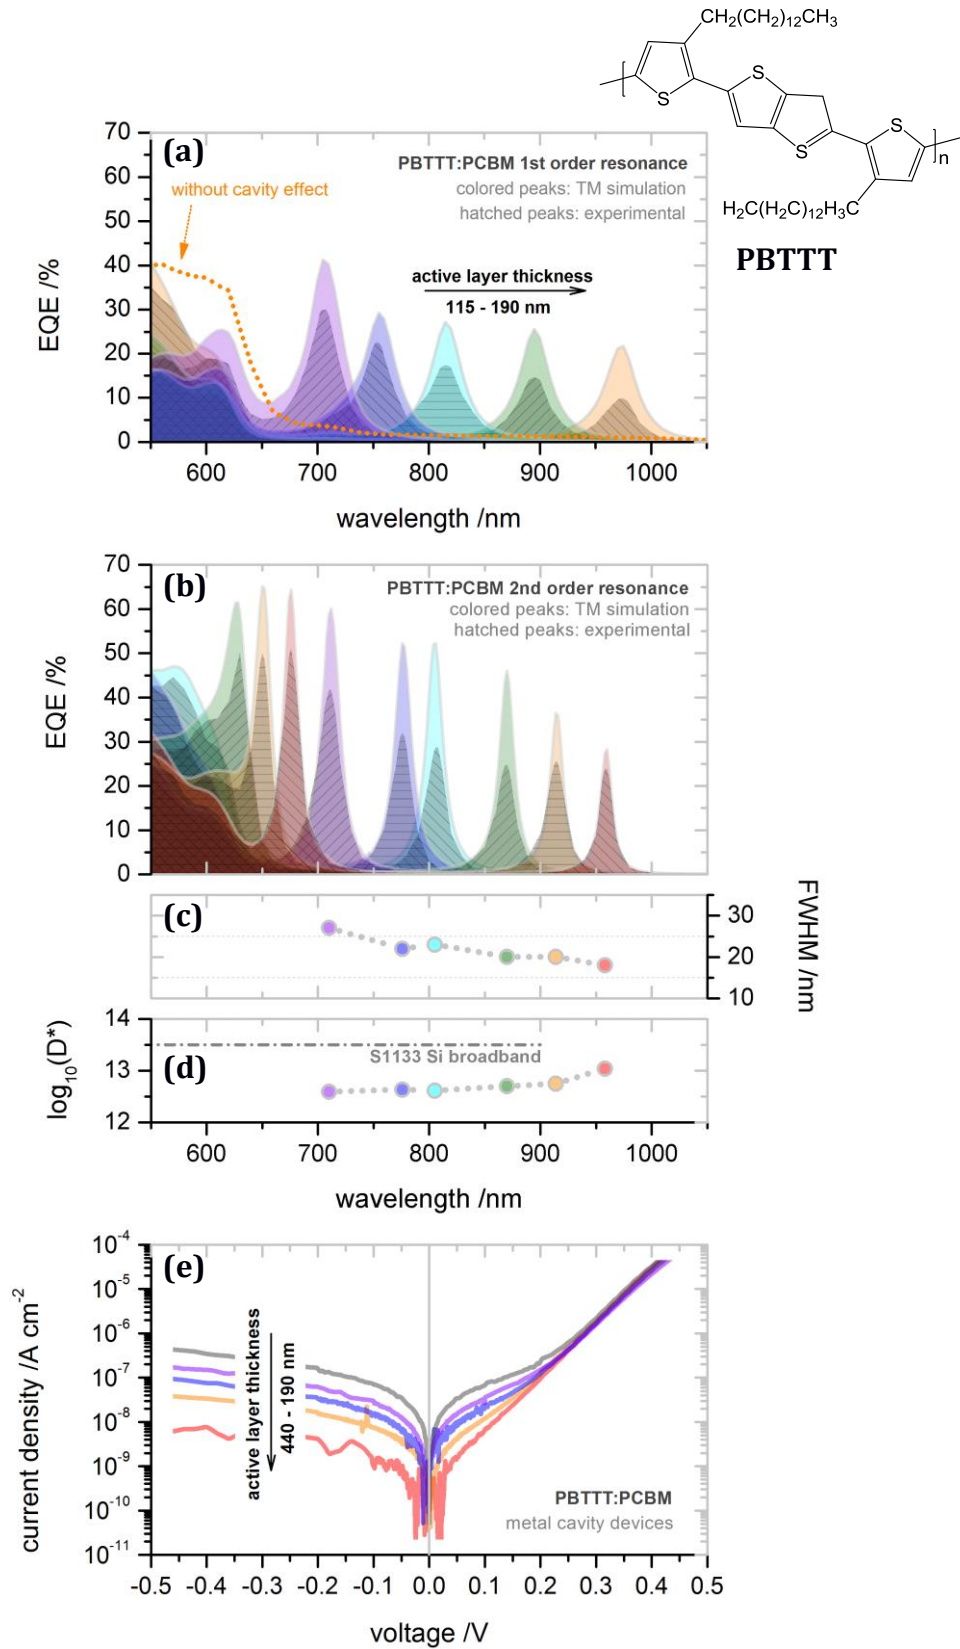 CH2(CH2)12CH3
S
S
S
S
[
]n
H2C(H2C)12H3C
PBTTT
(a)
PBTTT:PCBM 1st order resonance
colored peaks: TM simulation
hatched peaks: experimental
without cavity effect
active layer thickness
115 - 190 nm
EQE /%
70
60
50
40
30
20
10
0
600 700 800 900 1000
wavelength /nm
(b)
PBTTT:PCBM 2nd order resonance
colored peaks: TM simulation
hatched peaks: experimental
EQE /%
70
60
50
40
30
20
10
0
(c)
30
20
10
FWHM /nm
(d)
S1133 Si broadband
log10(D*)
14
13
12
600 700 800 900 1000
wavelength /nm
(e)
active layer thickness
440 - 190 nm
PBTTT:PCBM
metal cavity devices
current density /A cm-2
10-4
10-5
10-6
10-7
10-8
10-9
10-10
10-11
-0.5 -0.4 -0.3 -0.2 -0.1 0.0 0.1 0.2 0.3 0.4 0.5
voltage /V